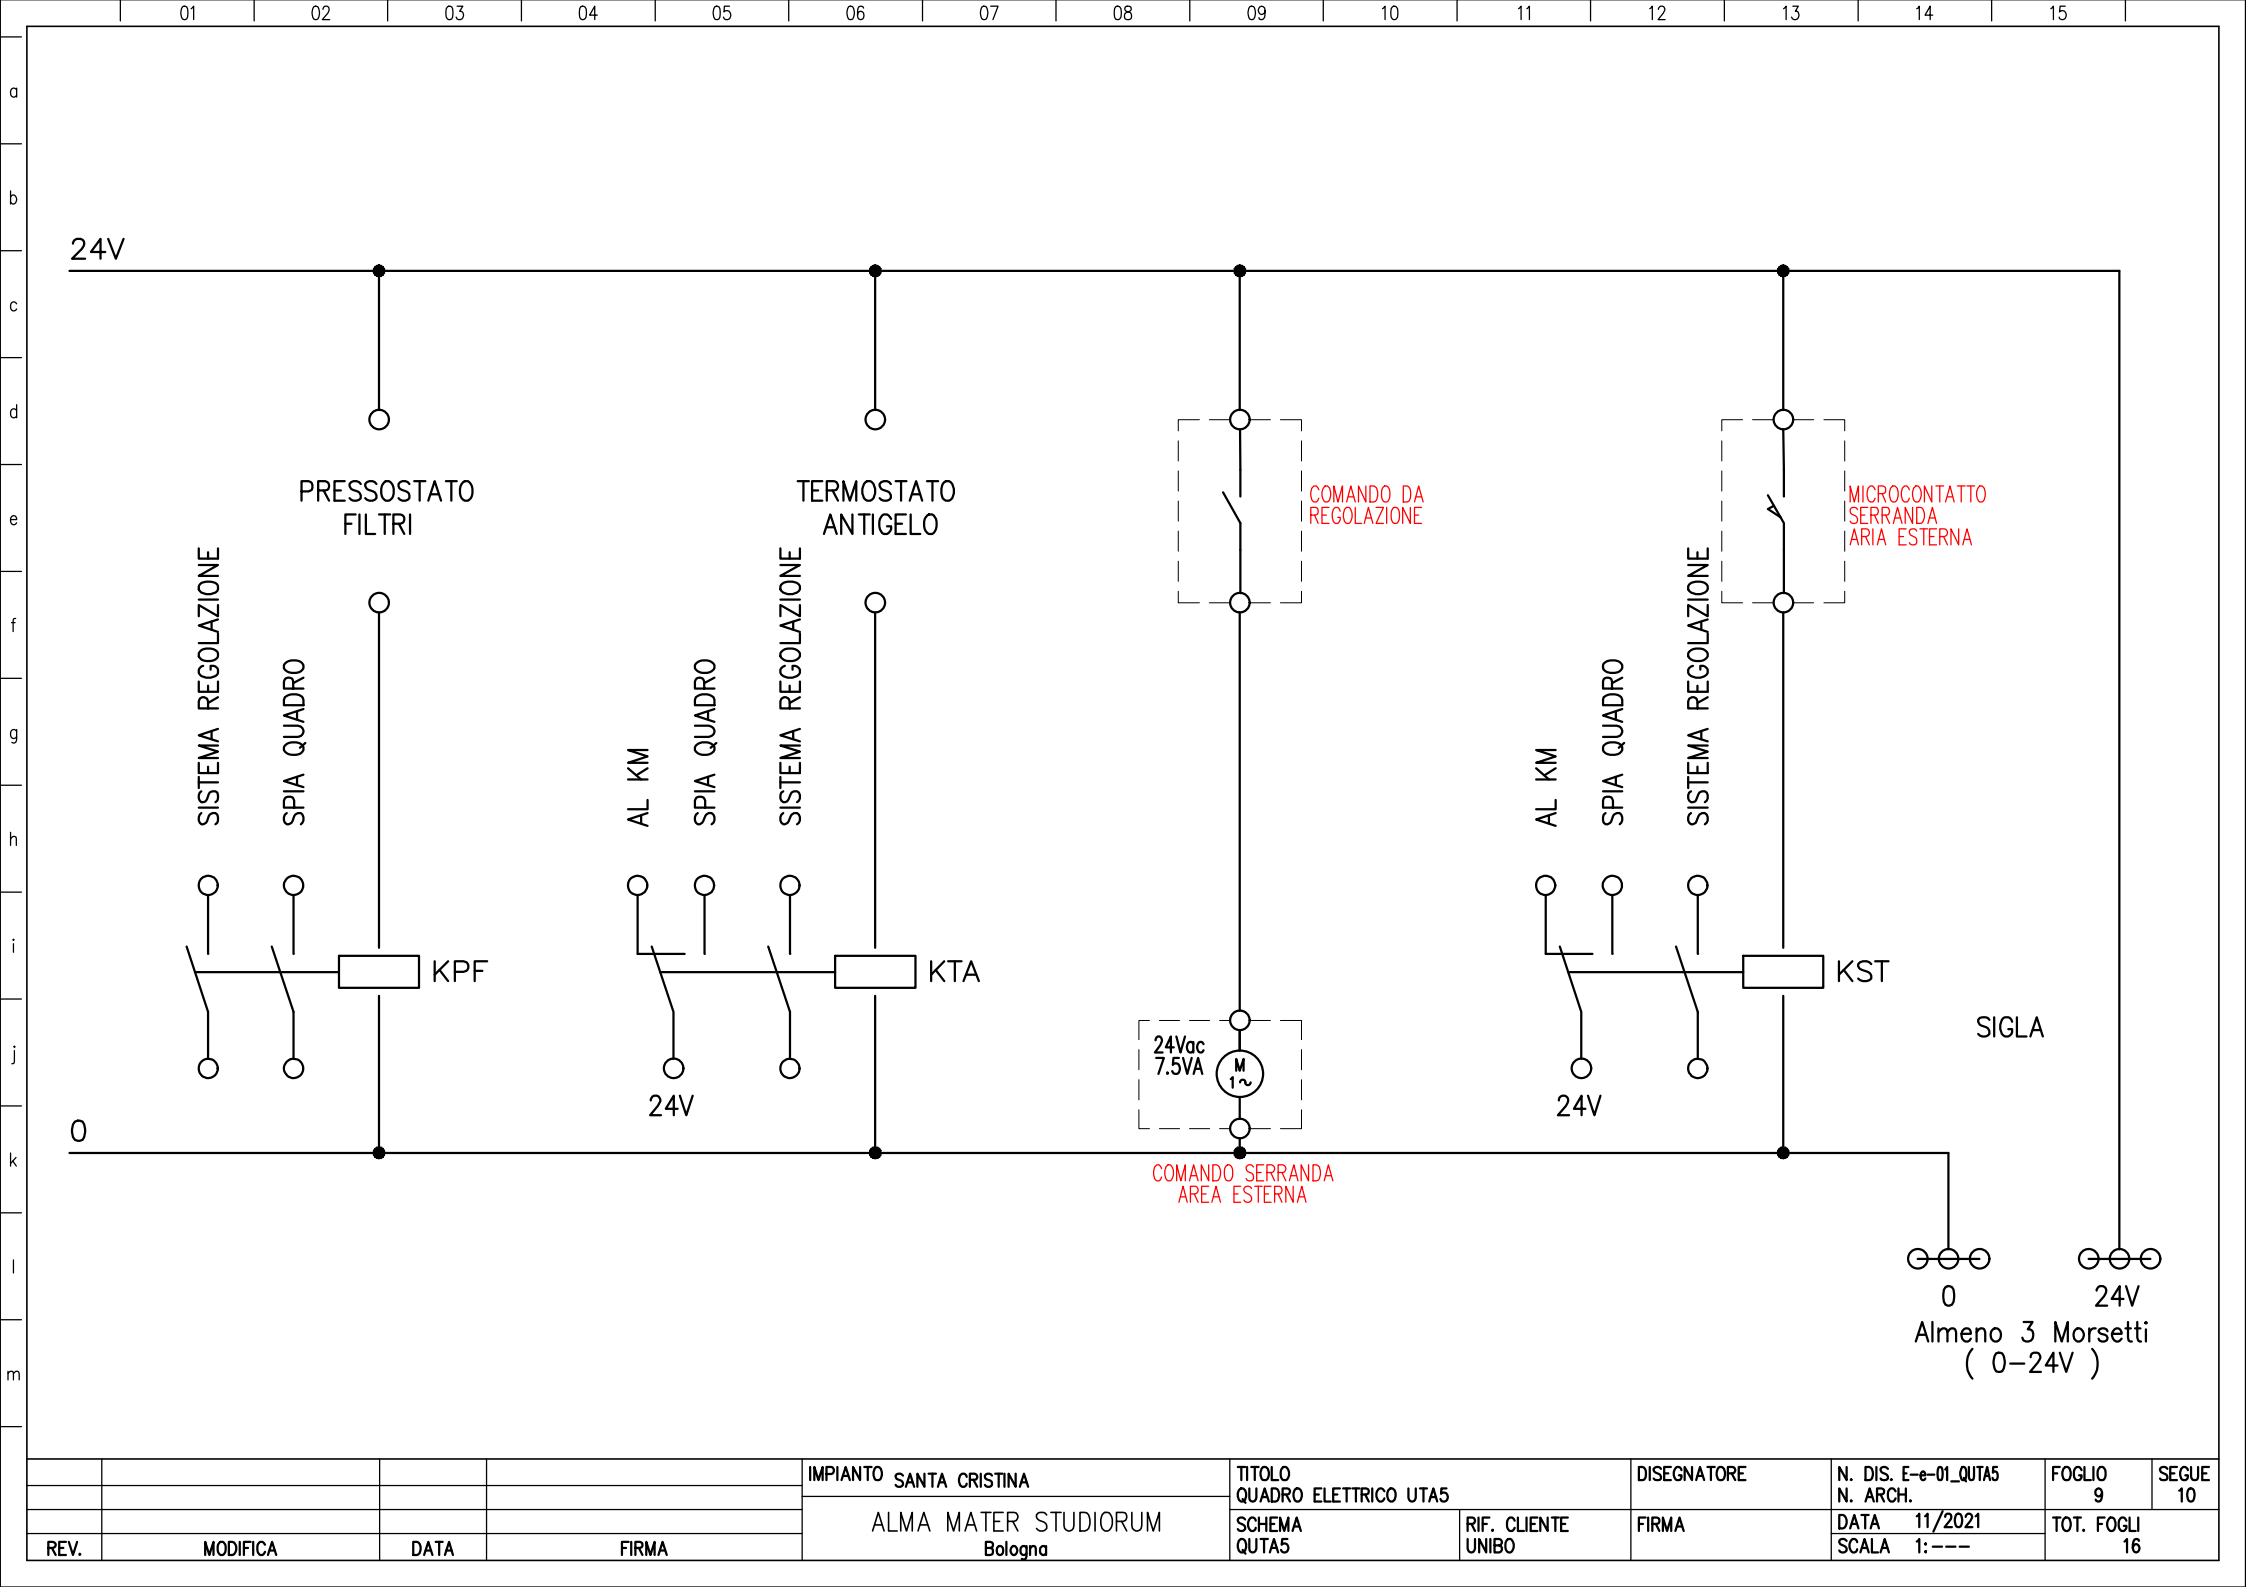 01 02 03 04 05 06 07 08 09 10 11 12 13 14 15
a
b
c
d
e
f
g
h
i
j
k
l
m
24V
PRESSOSTATO
FILTRI
TERMOSTATO
ANTIGELO
COMANDO DA
REGOLAZIONE
MICROCONTATTO
SERRANDA
ARIA ESTERNA
SISTEMA REGOLAZIONE
SPIA QUADRO
AL KM
SPIA QUADRO
SISTEMA REGOLAZIONE
AL KM
SPIA QUADRO
SISTEMA REGOLAZIONE
KPF
KTA
KST
SIGLA
24Vac
7.5VA
M
1~
24V
24V
0
COMANDO SERRANDA
AREA ESTERNA
0
24V
Almeno 3 Morsetti
( 0-24V )
REV.
MODIFICA
DATA
FIRMA
IMPIANTO SANTA CRISTINA
ALMA MATER STUDIORUM
Bologna
TITOLO
QUADRO ELETTRICO UTA5
SCHEMA
QUTA5
RIF. CLIENTE
UNIBO
DISEGNATORE
FIRMA
N. DIS. E-e-01_QUTA5
N. ARCH.
DATA 11/2021
SCALA 1:---
FOGLIO
9
SEGUE
10
TOT. FOGLI
16